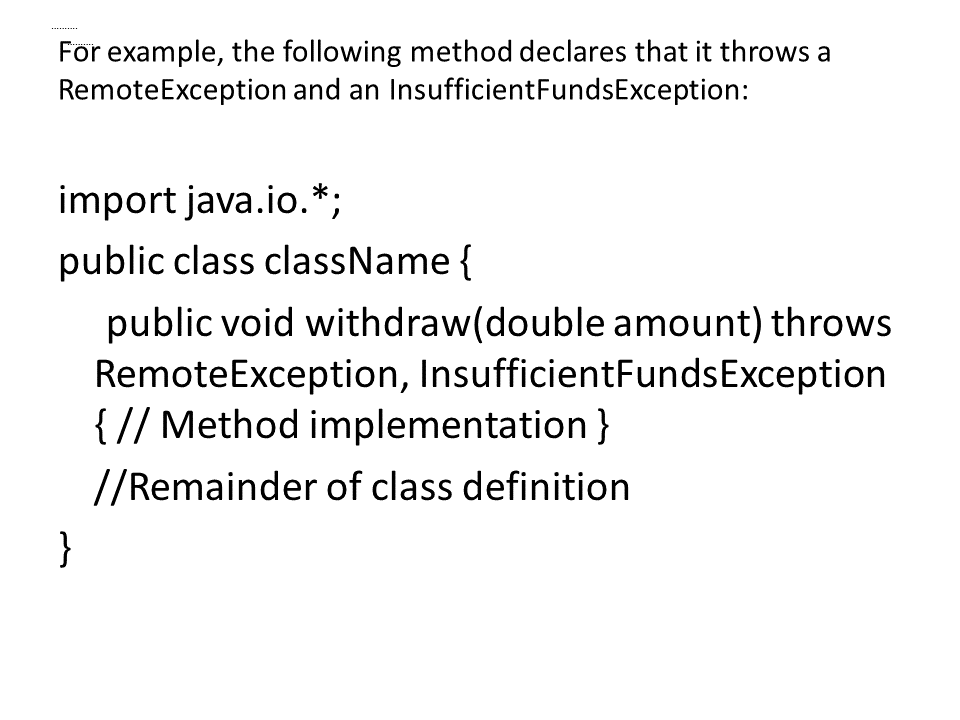 For example, the following method declares that it throws a
RemoteException and an InsufficientFundsException:
import java.io.*;
public class className {
public void withdraw(double amount) throws
RemoteException, InsufficientFundsException
{ // Method implementation }
//Remainder of class definition
}